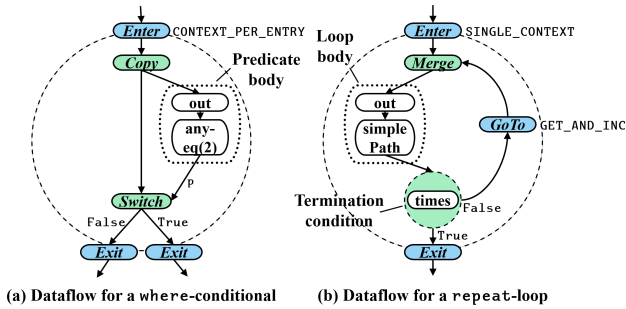 Enter
CONTEXT_PER_ENTRY
Copy
Predicate
body
out
any-
eq(2)
p
Switch
False
True
Exit
Exit
(a) Dataflow for a where-conditional
Enter
SINGLE_CONTEXT
Loop
body
Merge
out
simple
Path
GoTo
GET_AND_INC
Termination
condition
times
False
True
Exit
(b) Dataflow for a repeat-loop